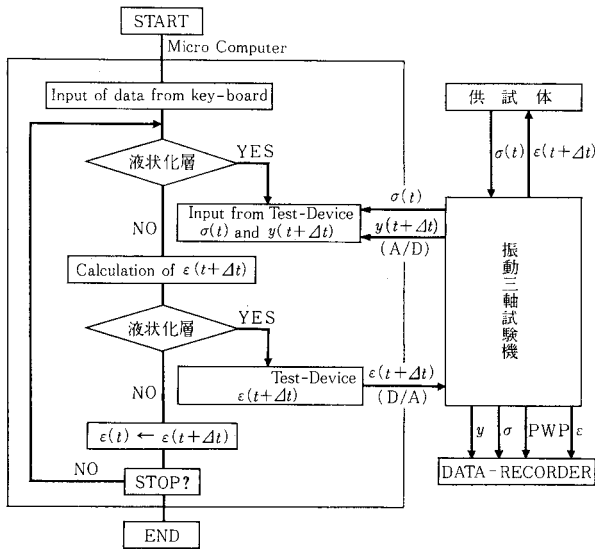 START
Micro Computer
Input of data from key-board
供試体
液状化層
YES
σ(t)
ε(t+Δt)
σ(t)
Input from Test-Device
σ(t) and y(t+Δt)
y(t+Δt)
(A/D)
NO
Calculation of ε(t+Δt)
振動三軸試験機
液状化層
YES
Test-Device
ε(t+Δt)
ε(t+Δt)
(D/A)
NO
ε(t) ← ε(t+Δt)
y
σ
PWP
ε
NO
STOP?
DATA-RECORDER
END